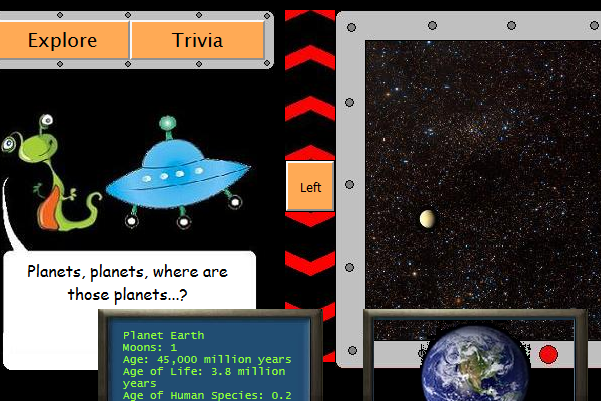 Explore
Trivia
Left
Planets, planets, where are
those planets...?
Planet Earth
Moons: 1
Age: 45,000 million years
Age of Life: 3.8 million
years
Age of Human Species: 0.2